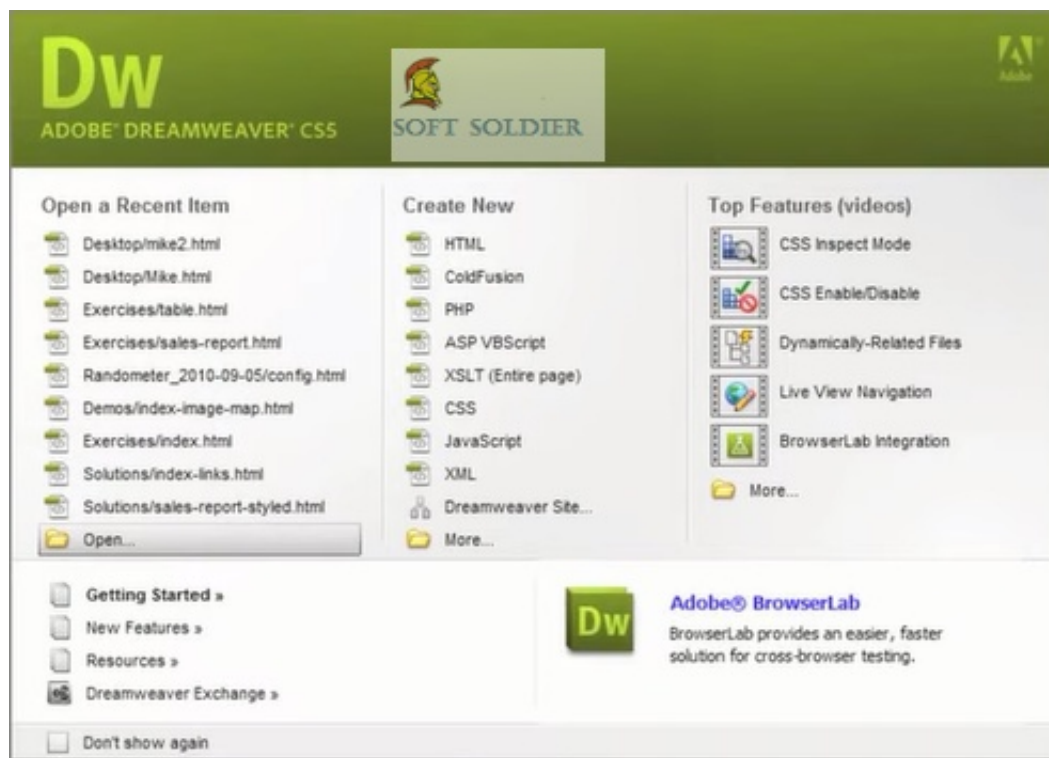 Dw
ADOBE® DREAMWEAVER® CS5
SOFT SOLDIER
Adobe
Open a Recent Item
Desktop/mike2.html
Desktop/Mike.html
Exercises/table.html
Exercises/sales-report.html
Randometer_2010-09-05/config.html
Demos/index-image-map.html
Exercises/index.html
Solutions/index-links.html
Solutions/sales-report-styled.html
Open...
Create New
HTML
ColdFusion
PHP
ASP VBScript
XSLT (Entire page)
CSS
JavaScript
XML
Dreamweaver Site...
More...
Top Features (videos)
CSS Inspect Mode
CSS Enable/Disable
Dynamically-Related Files
Live View Navigation
BrowserLab Integration
More...
Getting Started »
New Features »
Resources »
Dreamweaver Exchange »
Dw
Adobe® BrowserLab
BrowserLab provides an easier, faster
solution for cross-browser testing.
Don't show again